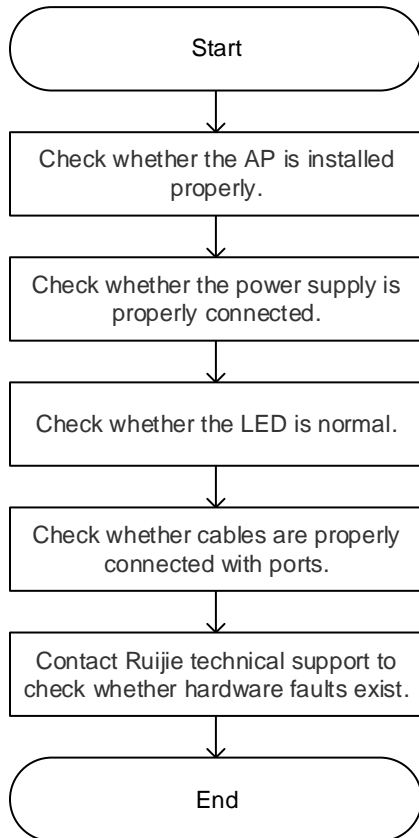 Start
Check whether the AP is installed
properly.
Check whether the power supply is
properly connected.
Check whether the LED is normal.
Check whether cables are properly
connected with ports.
Contact Ruijie technical support to
check whether hardware faults exist.
End